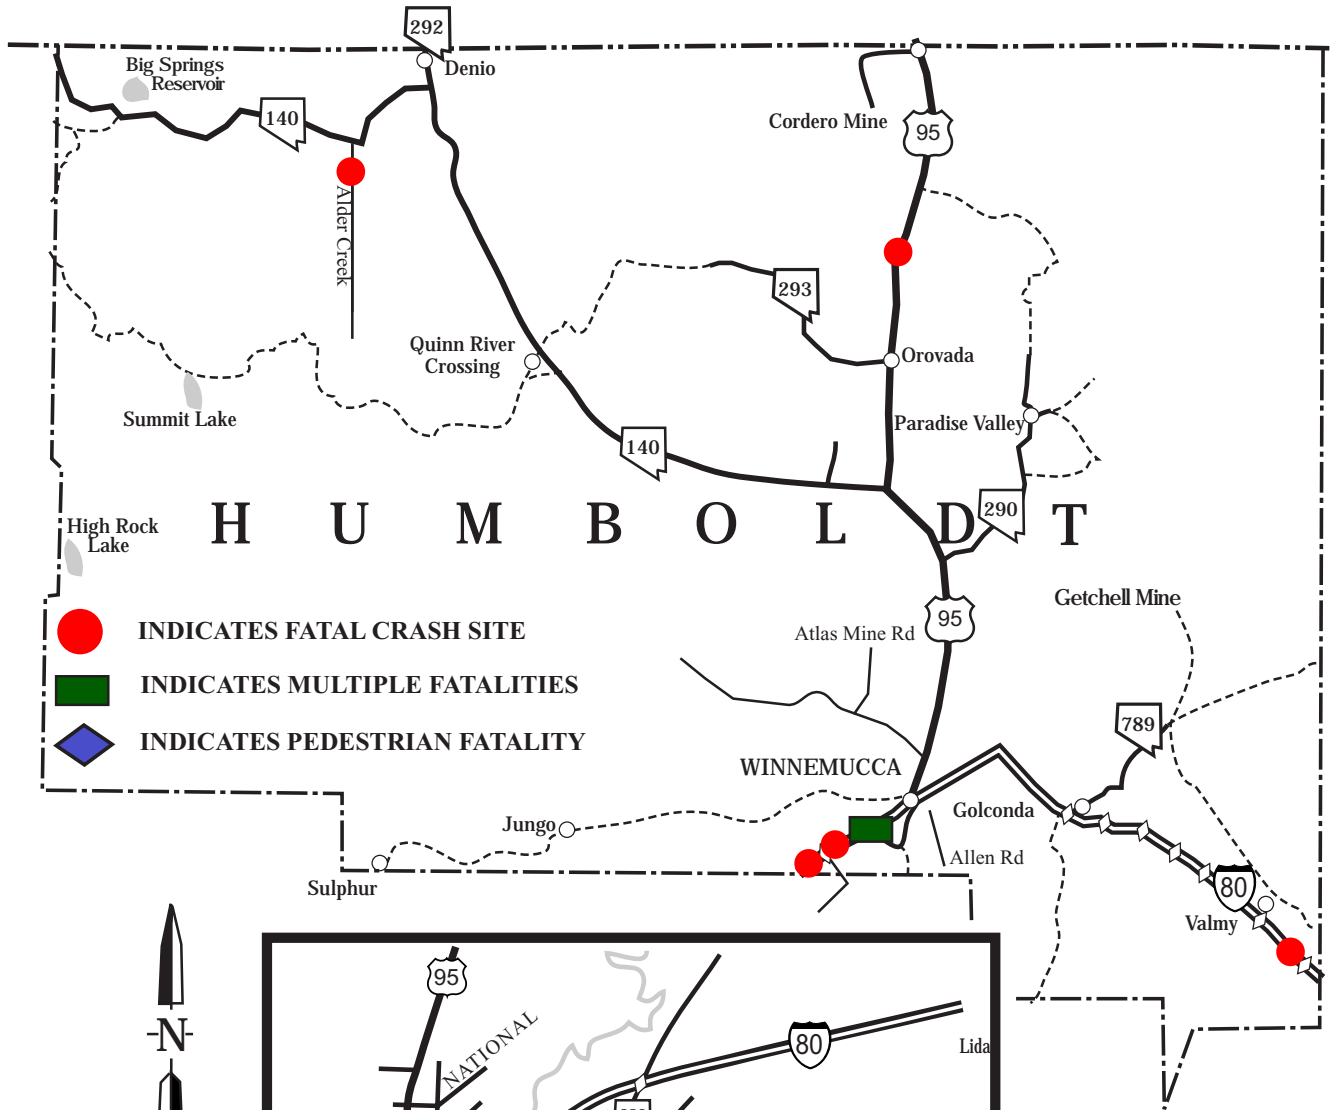 292
Denio
Big Springs
Reservoir
140
Cordero Mine
95
Alder Creek
293
Quinn River
Crossing
Orovada
Summit Lake
Paradise Valley
140
290
H U M B O L D T
High Rock
Lake
Getchell Mine
INDICATES FATAL CRASH SITE
95
Atlas Mine Rd
INDICATES MULTIPLE FATALITIES
789
INDICATES PEDESTRIAN FATALITY
WINNEMUCCA
Golconda
Jungo
Allen Rd
Sulphur
80
Valmy
95
N
NATIONAL
80
Lida